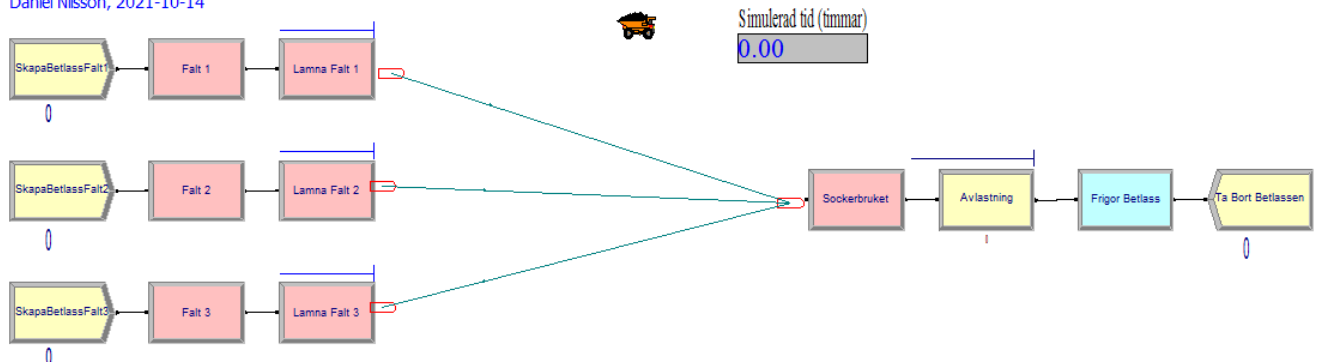 Daniel Nilsson, 2021-10-14
Simulerad tid (timmar)
0.00
SkapaBetlassFalt1
Falt 1
Lamna Falt 1
0
SkapaBetlassFalt2
Falt 2
Lamna Falt 2
Sockerbruket
Avlastning
Frigor Betlass
Ta Bort Betlassen
0
0
SkapaBetlassFalt3
Falt 3
Lamna Falt 3
0